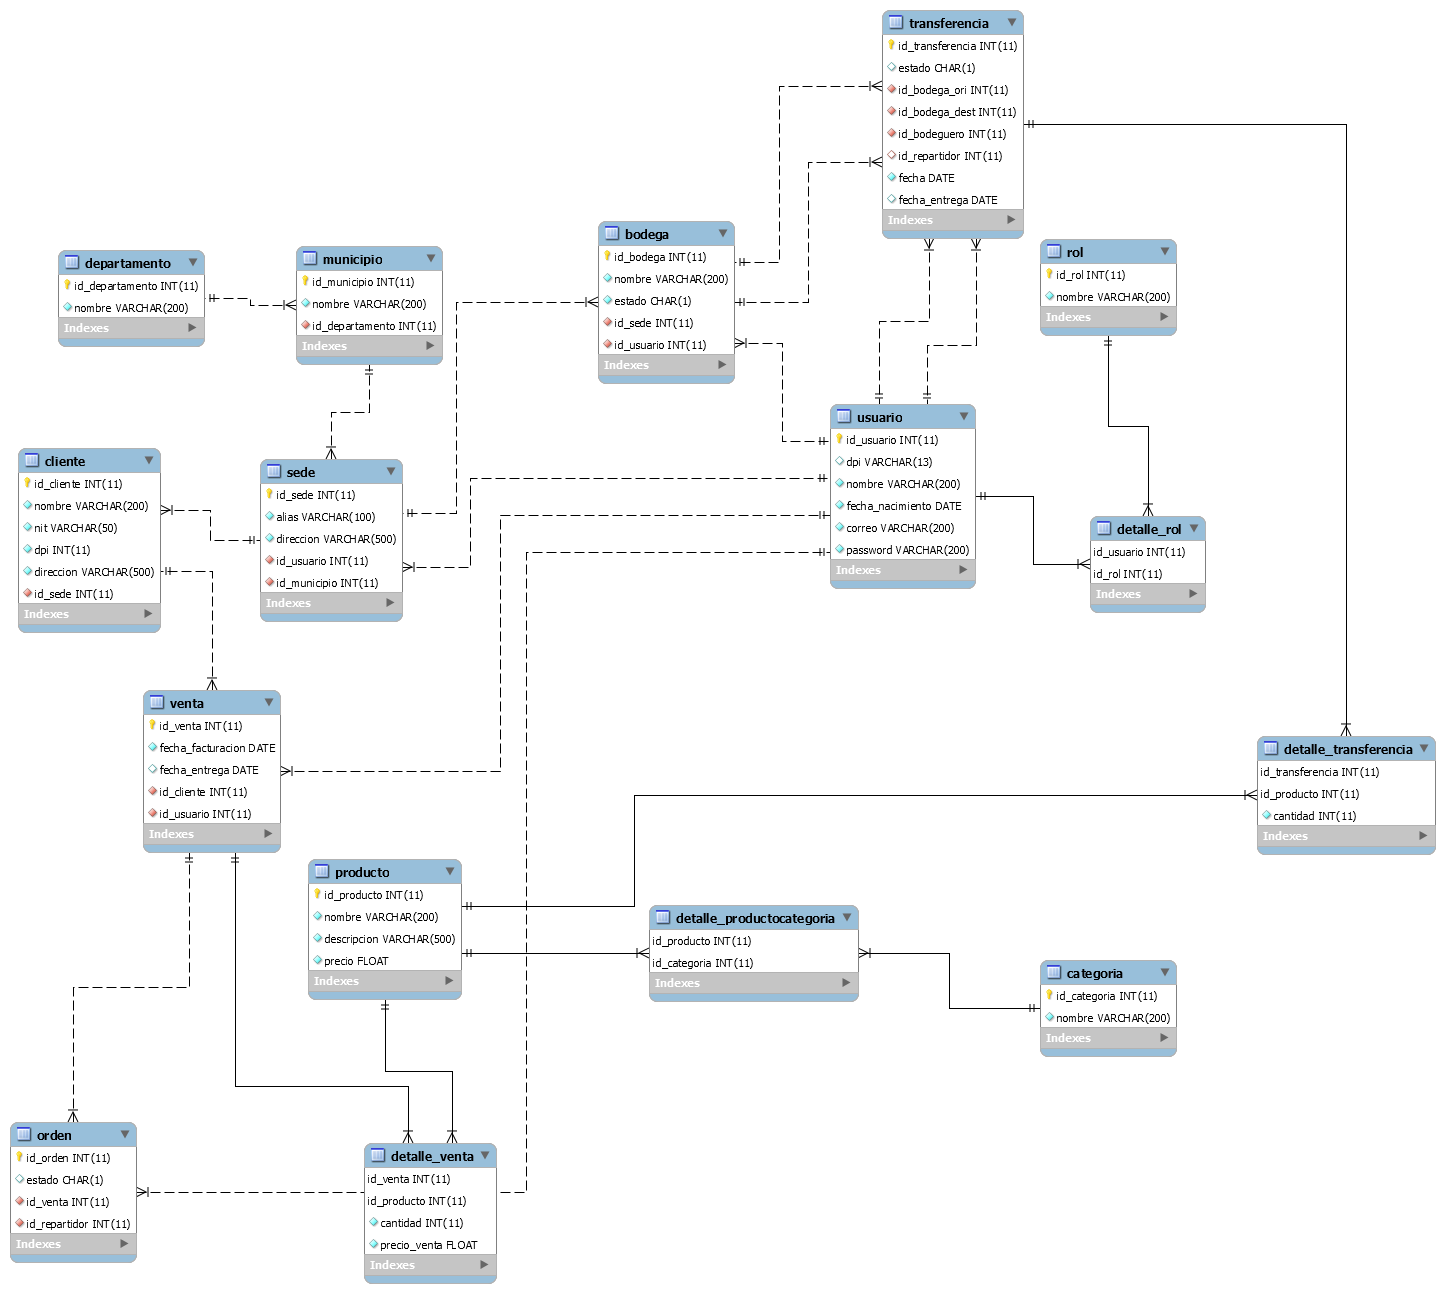 transferencia
id_transferencia INT(11)
estado CHAR(1)
id_bodega_ori INT(11)
id_bodega_dest INT(11)
id_bodeguero INT(11)
id_repartidor INT(11)
fecha DATE
fecha_entrega DATE
Indexes
rol
id_rol INT(11)
nombre VARCHAR(200)
Indexes
bodega
id_bodega INT(11)
nombre VARCHAR(200)
estado CHAR(1)
id_sede INT(11)
id_usuario INT(11)
Indexes
municipio
id_municipio INT(11)
nombre VARCHAR(200)
id_departamento INT(11)
Indexes
departamento
id_departamento INT(11)
nombre VARCHAR(200)
Indexes
usuario
id_usuario INT(11)
dpi VARCHAR(13)
nombre VARCHAR(200)
fecha_nacimiento DATE
correo VARCHAR(200)
password VARCHAR(200)
Indexes
cliente
id_cliente INT(11)
nombre VARCHAR(200)
nit VARCHAR(50)
dpi INT(11)
direccion VARCHAR(500)
id_sede INT(11)
Indexes
sede
id_sede INT(11)
alias VARCHAR(100)
direccion VARCHAR(500)
id_usuario INT(11)
id_municipio INT(11)
Indexes
detalle_rol
id_usuario INT(11)
id_rol INT(11)
Indexes
venta
id_venta INT(11)
fecha_facturacion DATE
fecha_entrega DATE
id_cliente INT(11)
id_usuario INT(11)
Indexes
detalle_transferencia
id_transferencia INT(11)
id_producto INT(11)
cantidad INT(11)
Indexes
producto
id_producto INT(11)
nombre VARCHAR(200)
descripcion VARCHAR(500)
precio FLOAT
Indexes
detalle_productocategoria
id_producto INT(11)
id_categoria INT(11)
Indexes
categoria
id_categoria INT(11)
nombre VARCHAR(200)
Indexes
orden
id_orden INT(11)
estado CHAR(1)
id_venta INT(11)
id_repartidor INT(11)
Indexes
detalle_venta
id_venta INT(11)
id_producto INT(11)
cantidad INT(11)
precio_venta FLOAT
Indexes